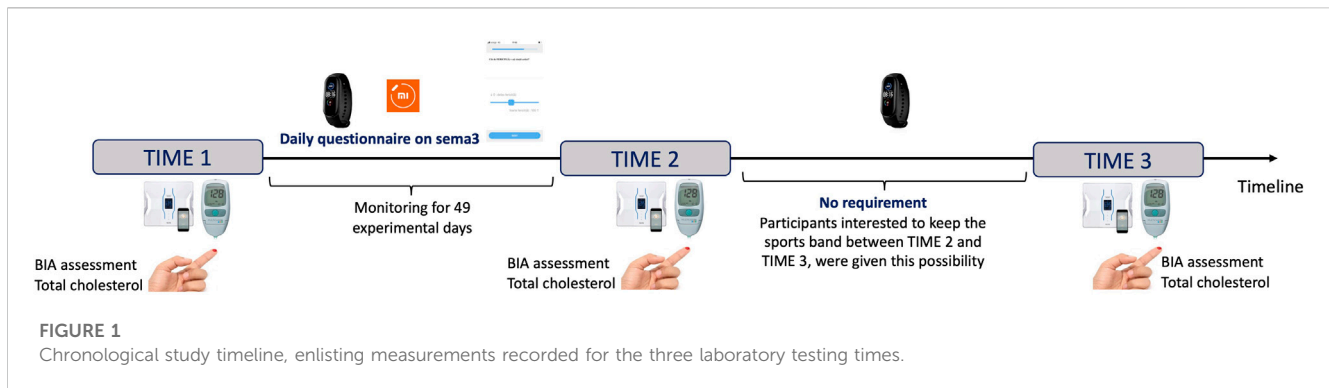 Daily questionnaire on sema3
TIME 1
TIME 2
TIME 3
Timeline
128
Monitoring for 49
experimental days
128
No requirement
Participants interested to keep the
sports band between TIME 2 and
TIME 3, were given this possibility
128
BIA assessment
Total cholesterol
BIA assessment
Total cholesterol
BIA assessment
Total cholesterol
FIGURE 1
Chronological study timeline, enlisting measurements recorded for the three laboratory testing times.